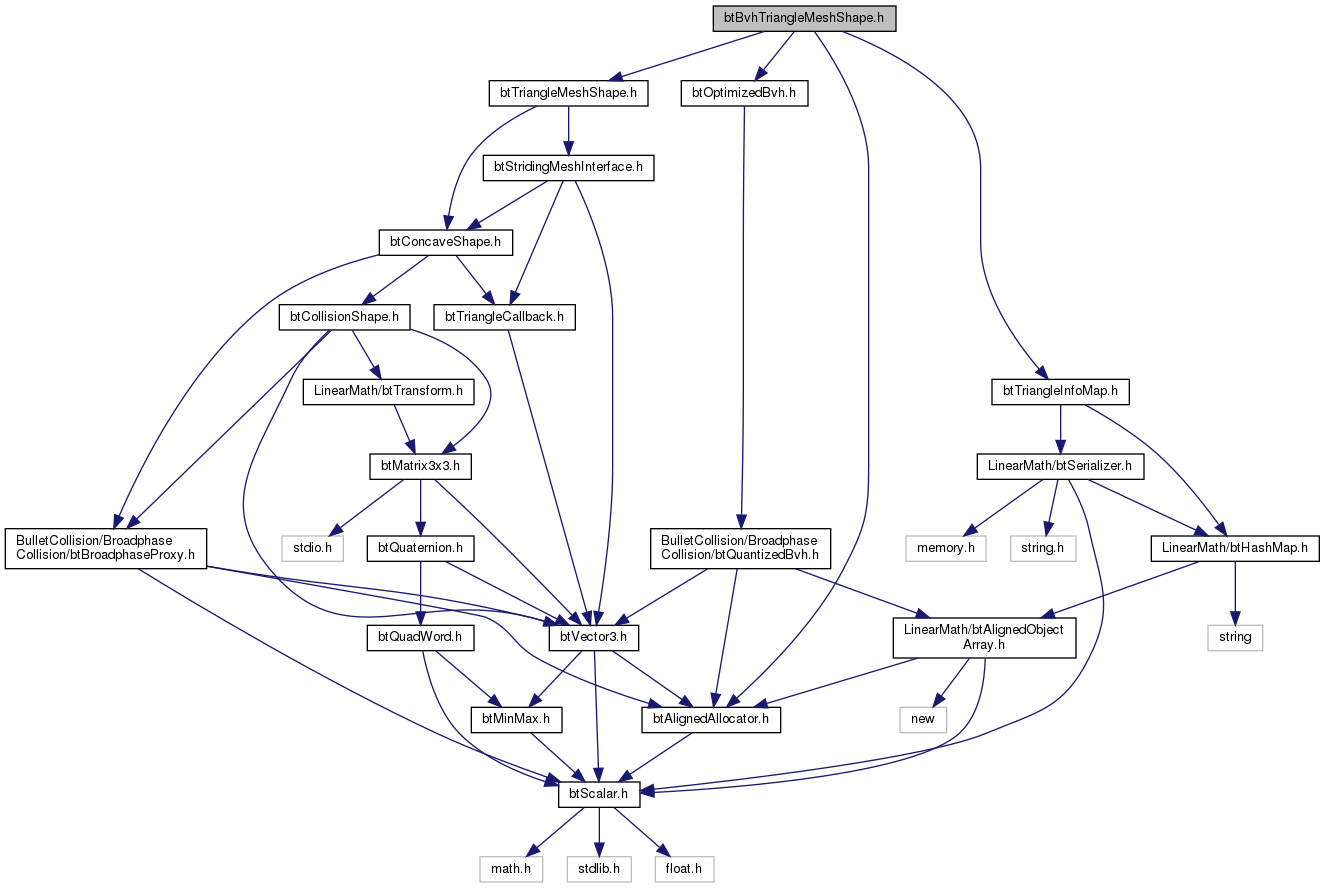 btBvhTriangleMeshShape.h
btTriangleMeshShape.h
btOptimizedBvh.h
btStridingMeshInterface.h
btConcaveShape.h
btCollisionShape.h
btTriangleCallback.h
LinearMath/btTransform.h
btTriangleInfoMap.h
btMatrix3x3.h
LinearMath/btSerializer.h
BulletCollision/Broadphase
Collision/btBroadphaseProxy.h
stdio.h
btQuaternion.h
BulletCollision/Broadphase
Collision/btQuantizedBvh.h
memory.h
string.h
LinearMath/btHashMap.h
btQuadWord.h
btVector3.h
LinearMath/btAlignedObject
Array.h
string
btMinMax.h
btAlignedAllocator.h
new
btScalar.h
math.h
stdlib.h
float.h